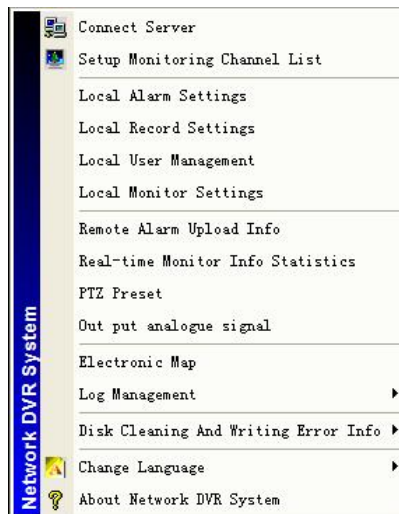 Connect Server
Setup Monitoring Channel List
Local Alarm Settings
Local Record Settings
Local User Management
Local Monitor Settings
Remote Alarm Upload Info
Real-time Monitor Info Statistics
PTZ Preset
Out put analogue signal
Electronic Map
Log Management
Disk Cleaning And Writing Error Info
Change Language
About Network DVR System
Network DVR System